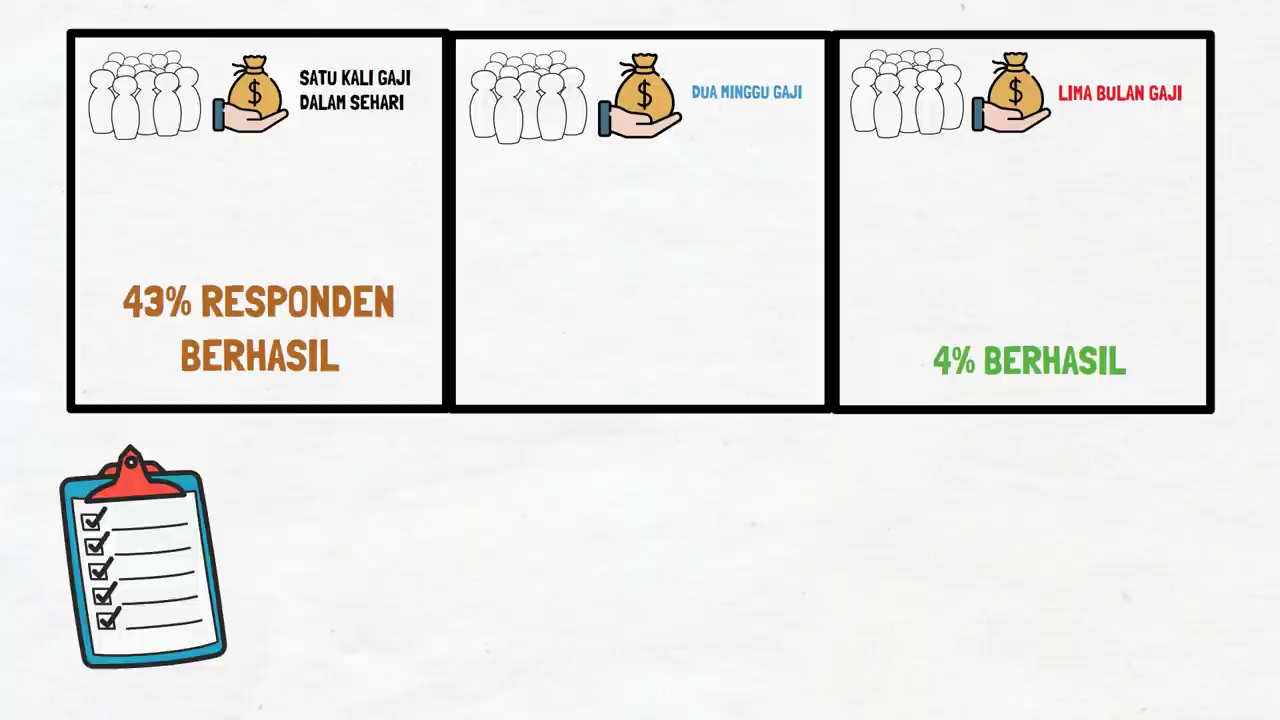 SATU KALI GAJI
DALAM SEHARI
DUA MINGGU GAJI
LIMA BULAN GAJI
43% RESPONDEN
BERHASIL
4% BERHASIL